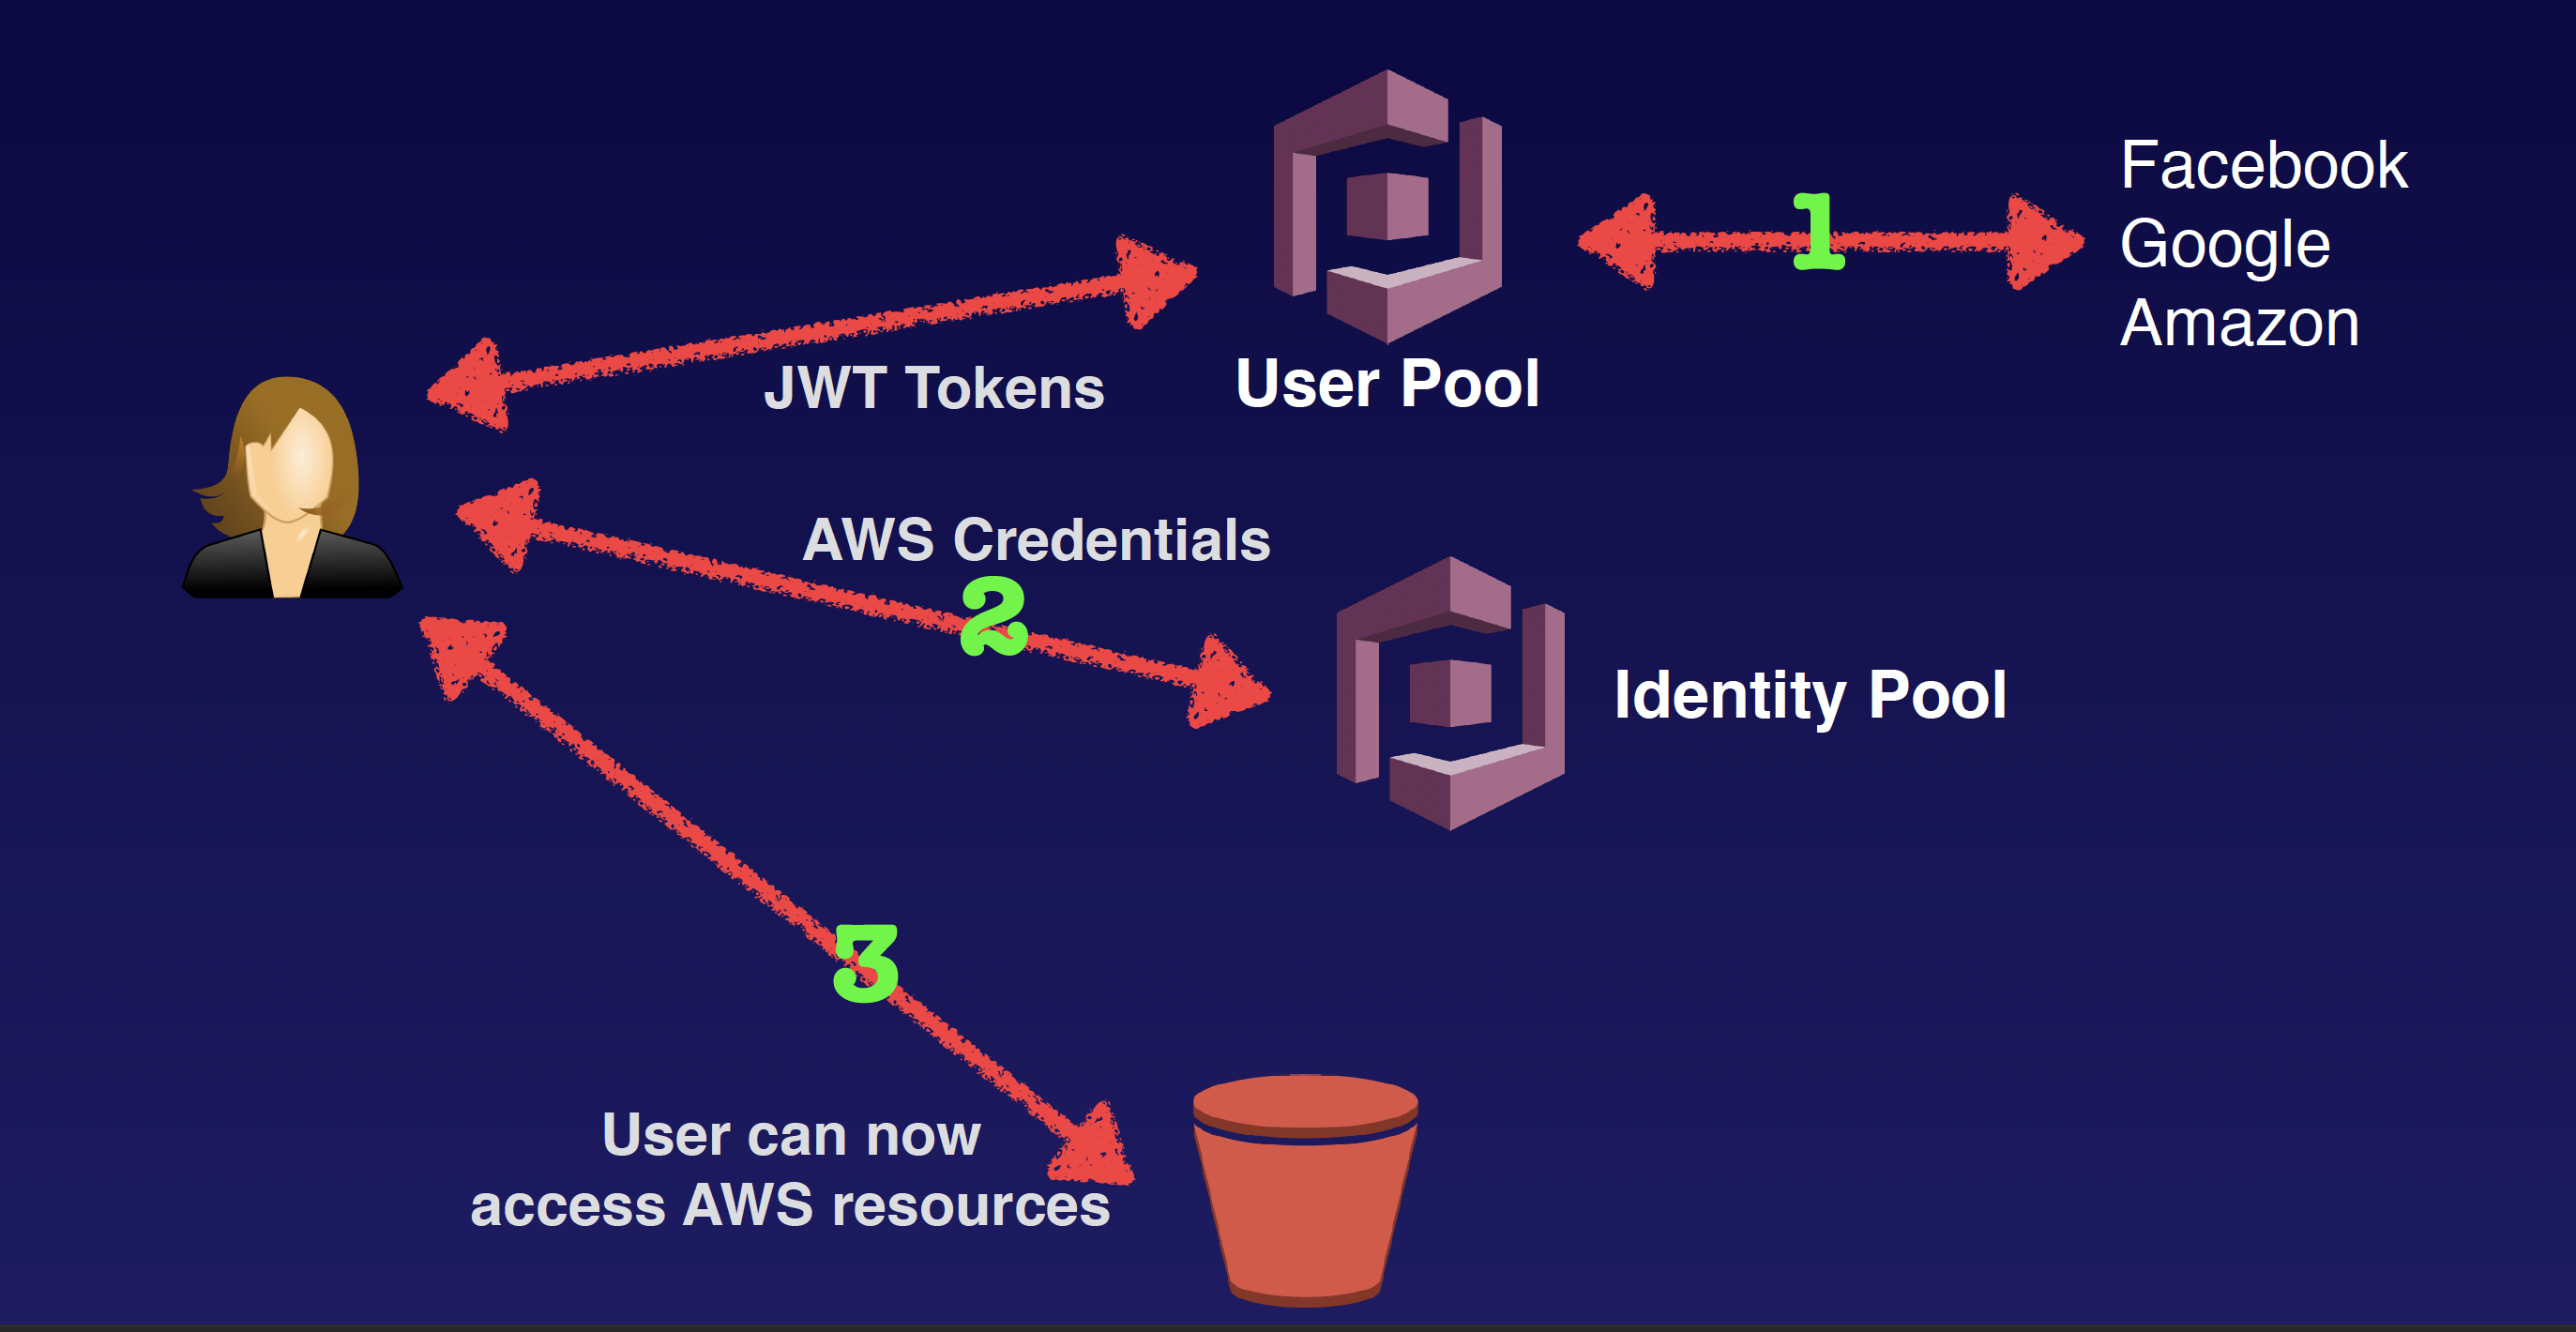 Facebook
Google
Amazon
1
JWT Tokens
User Pool
AWS Credentials
2
Identity Pool
3
User can now
access AWS resources